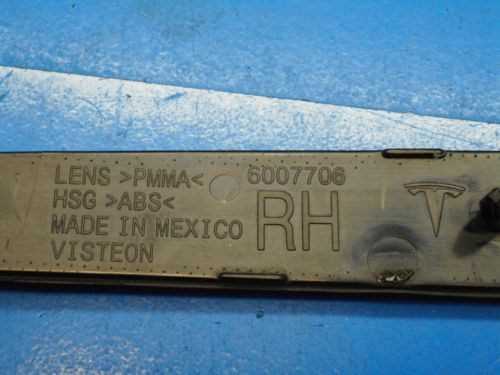 LENS >PMMA<
HSG >ABS<
MADE IN MEXICO
VISTEON
6007706
RH